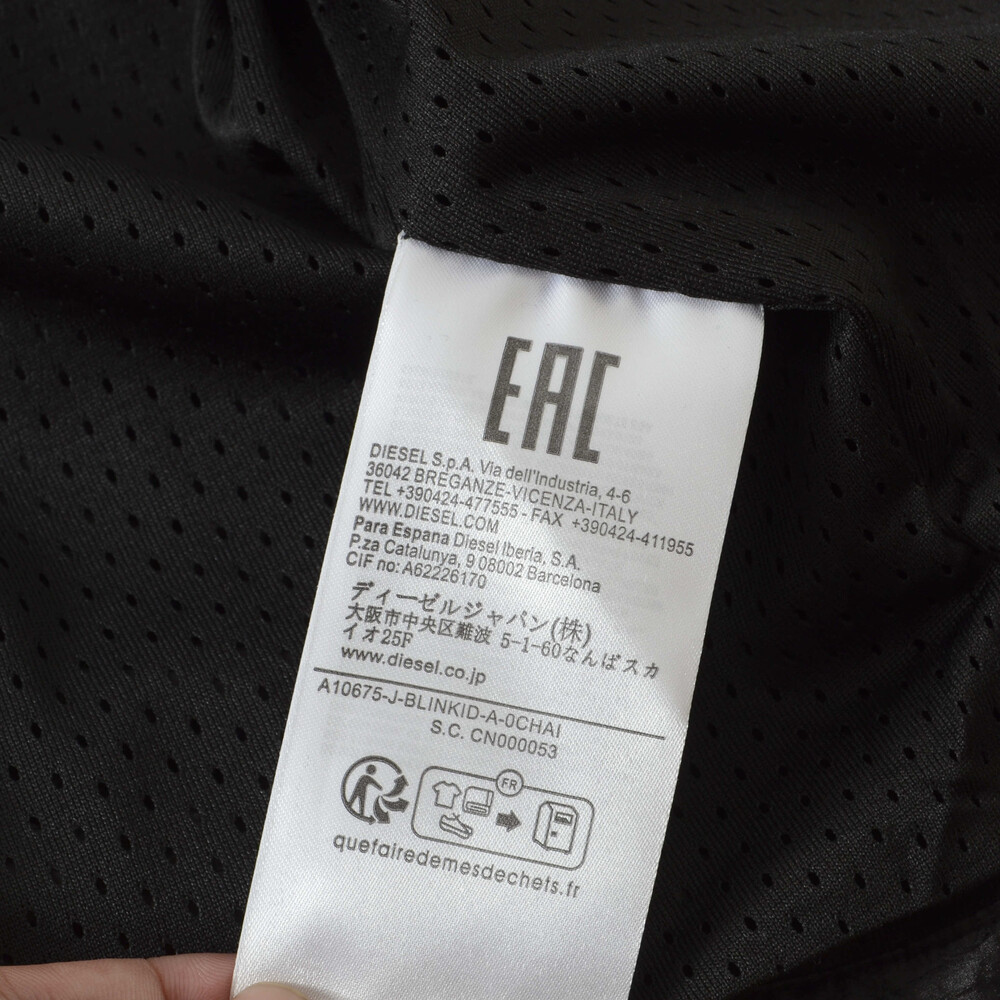 EAC
DIESEL S.p.A. Via dell'Industria, 4-6
36042 BREGANZE-VICENZA-ITALY
TEL +390424-477555 - FAX +390424-411955
WWW.DIESEL.COM
Para Espana Diesel Iberla, S.A.
P.za Catalunya, 9 08002 Barcelona
CiF no: A62226170
ディーゼルジャパン(株)
大阪市中央区難波 5-1-60なんばスカ
イオ25F
www.diesel.co.jp
A10675-J-BLINKID-A-0CHAI
S.C. CN000053
FR
quefairedemesdechets.fr